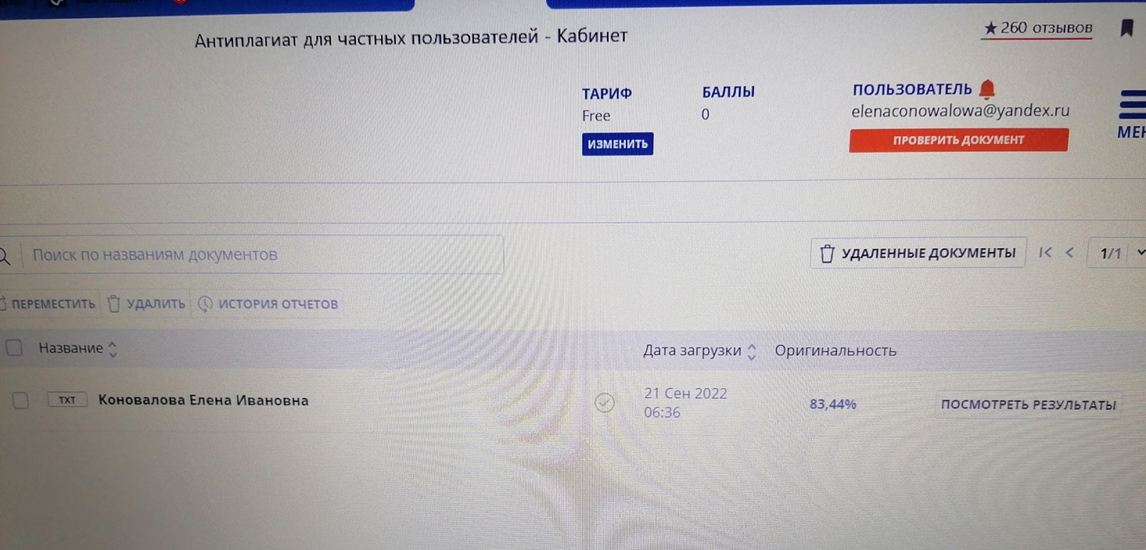 Антиплагиат для частных пользователей - Кабинет
★ 260 отзывов
ТАРИФ
БАЛЛЫ
ПОЛЬЗОВАТЕЛЬ
Free
0
elenaconowalowa@yandex.ru
ИЗМЕНИТЬ
ПРОВЕРИТЬ ДОКУМЕНТ
Поиск по названиям документов
УДАЛЕННЫЕ ДОКУМЕНТЫ
1/1
ПЕРЕМЕСТИТЬ
УДАЛИТЬ
ИСТОРИЯ ОТЧЕТОВ
Название
Дата загрузки
Оригинальность
TXT
Коновалова Елена Ивановна
21 Сен 2022
06:36
83,44%
ПОСМОТРЕТЬ РЕЗУЛЬТАТЫ